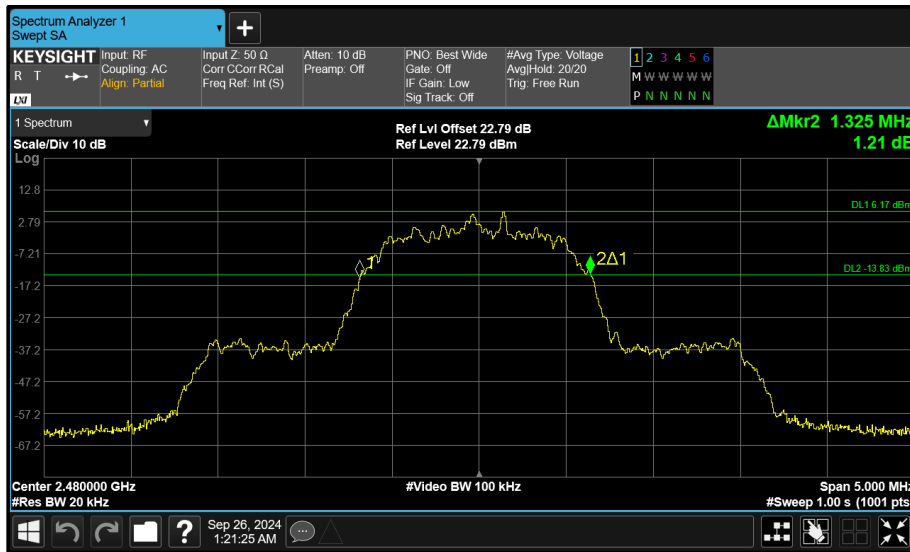 Spectrum Analyzer 1
Swept SA
+
KEYSIGHT
R T
LXI
Input: RF
Coupling: AC
Align: Partial
Input Z: 50 Ω
Corr CCorr RCal
Freq Ref: Int (S)
Atten: 10 dB
Preamp: Off
PNO: Best Wide
Gate: Off
IF Gain: Low
Sig Track: Off
#Avg Type: Voltage
Avg|Hold: 20/20
Trig: Free Run
1 2 3 4 5 6
M W W W W W
P N N N N N
1 Spectrum
Scale/Div 10 dB
Ref Lvl Offset 22.79 dB
Ref Level 22.79 dBm
ΔMkr2 1.325 MHz
1.21 dB
Log
12.8
2.79
-7.21
-17.2
-27.2
-37.2
-47.2
-57.2
-67.2
DL1 6.17 dBm
1
2Δ1
DL2 -13.83 dBm
Center 2.480000 GHz
#Video BW 100 kHz
Span 5.000 MHz
#Res BW 20 kHz
#Sweep 1.00 s (1001 pts
?
Sep 26, 2024
1:21:25 AM